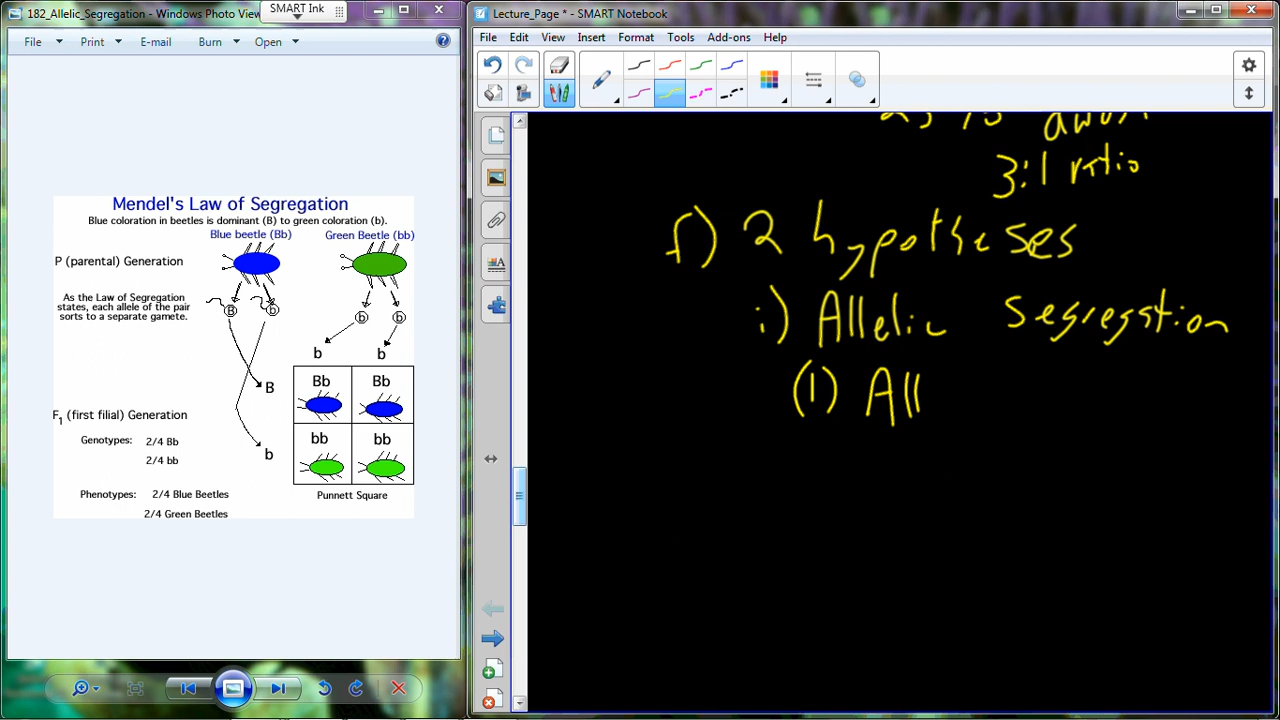 182_Allelic_Segregation - Windows Photo View
SMART Ink
File Print E-mail Burn Open
Mendel's Law of Segregation
Blue coloration in beetles is dominant (B) to green coloration (b).
Blue beetle (Bb) Green Beetle (bb)
P (parental) Generation
As the Law of Segregation
states, each allele of the pair
sorts to a separate gamete.
B b b b
b b
B
Bb Bb
F1 (first filial) Generation
Genotypes: 2/4 Bb
bb bb
b
2/4 bb
Phenotypes: 2/4 Blue Beetles
Punnett Square
2/4 Green Beetles
Lecture_Page * - SMART Notebook
File Edit View Insert Format Tools Add-ons Help
3:1 ratio
f) 2 hypotheses
i) Allelic Segregation
(1) All